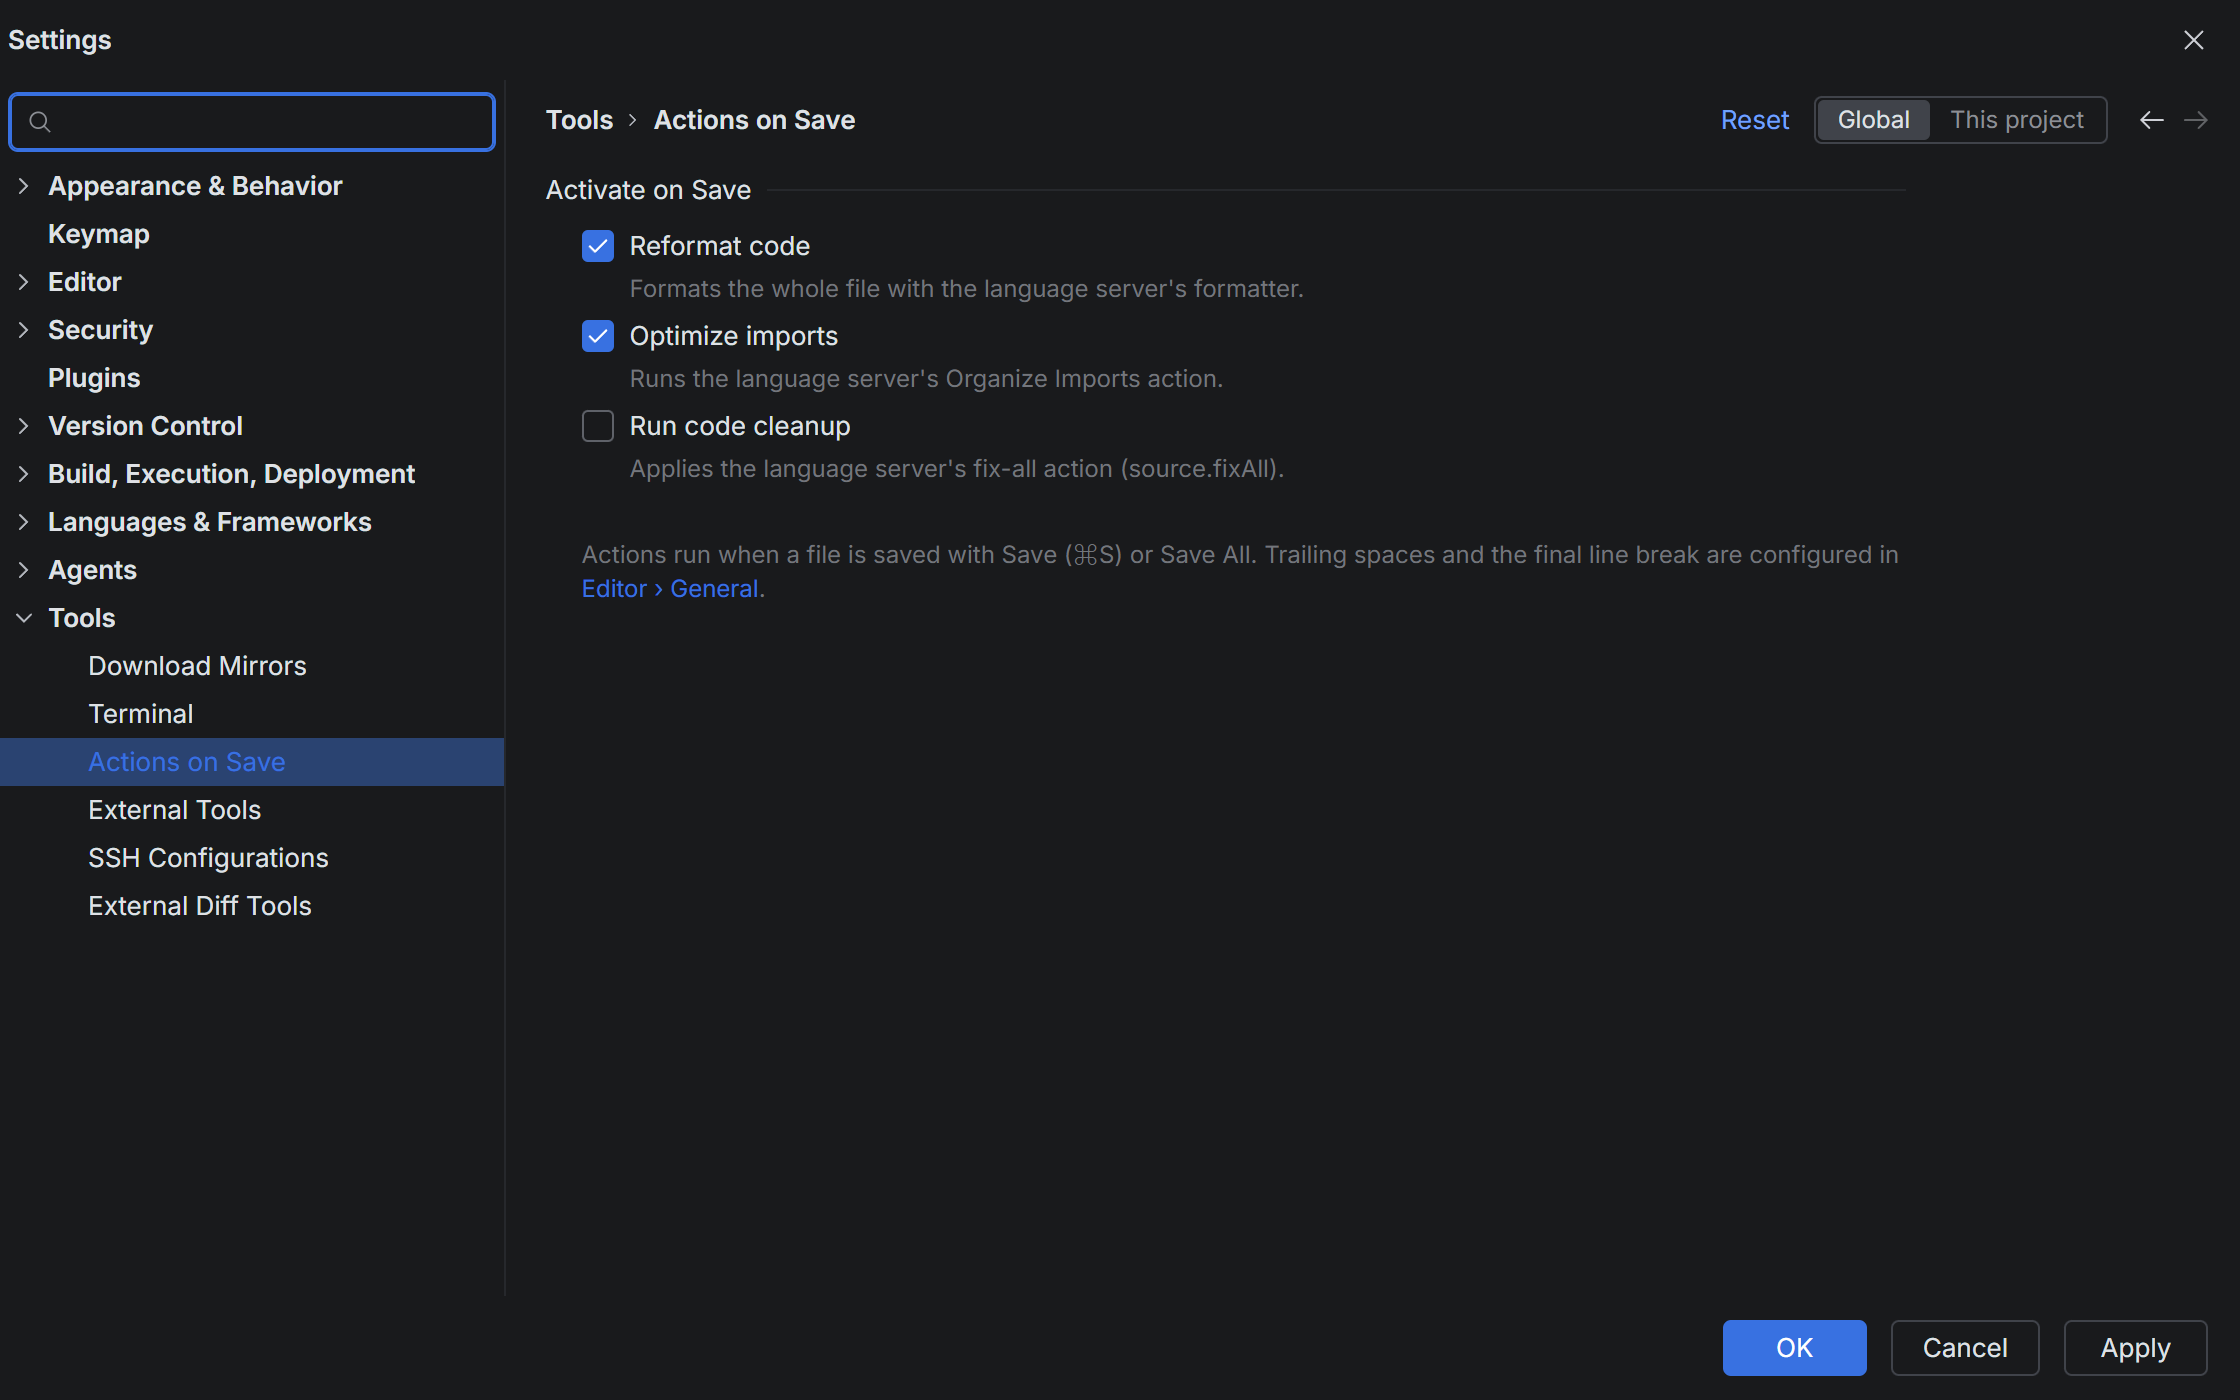 Settings
Appearance & Behavior
Keymap
Editor
Security
Plugins
Version Control
Build, Execution, Deployment
Languages & Frameworks
Agents
Tools
Download Mirrors
Terminal
Actions on Save
External Tools
SSH Configurations
External Diff Tools
Tools › Actions on Save
Reset
Global
This project
Activate on Save
Reformat code
Formats the whole file with the language server's formatter.
Optimize imports
Runs the language server's Organize Imports action.
Run code cleanup
Applies the language server's fix-all action (source.fixAll).
Actions run when a file is saved with Save (⌘S) or Save All. Trailing spaces and the final line break are configured in
Editor › General.
OK
Cancel
Apply